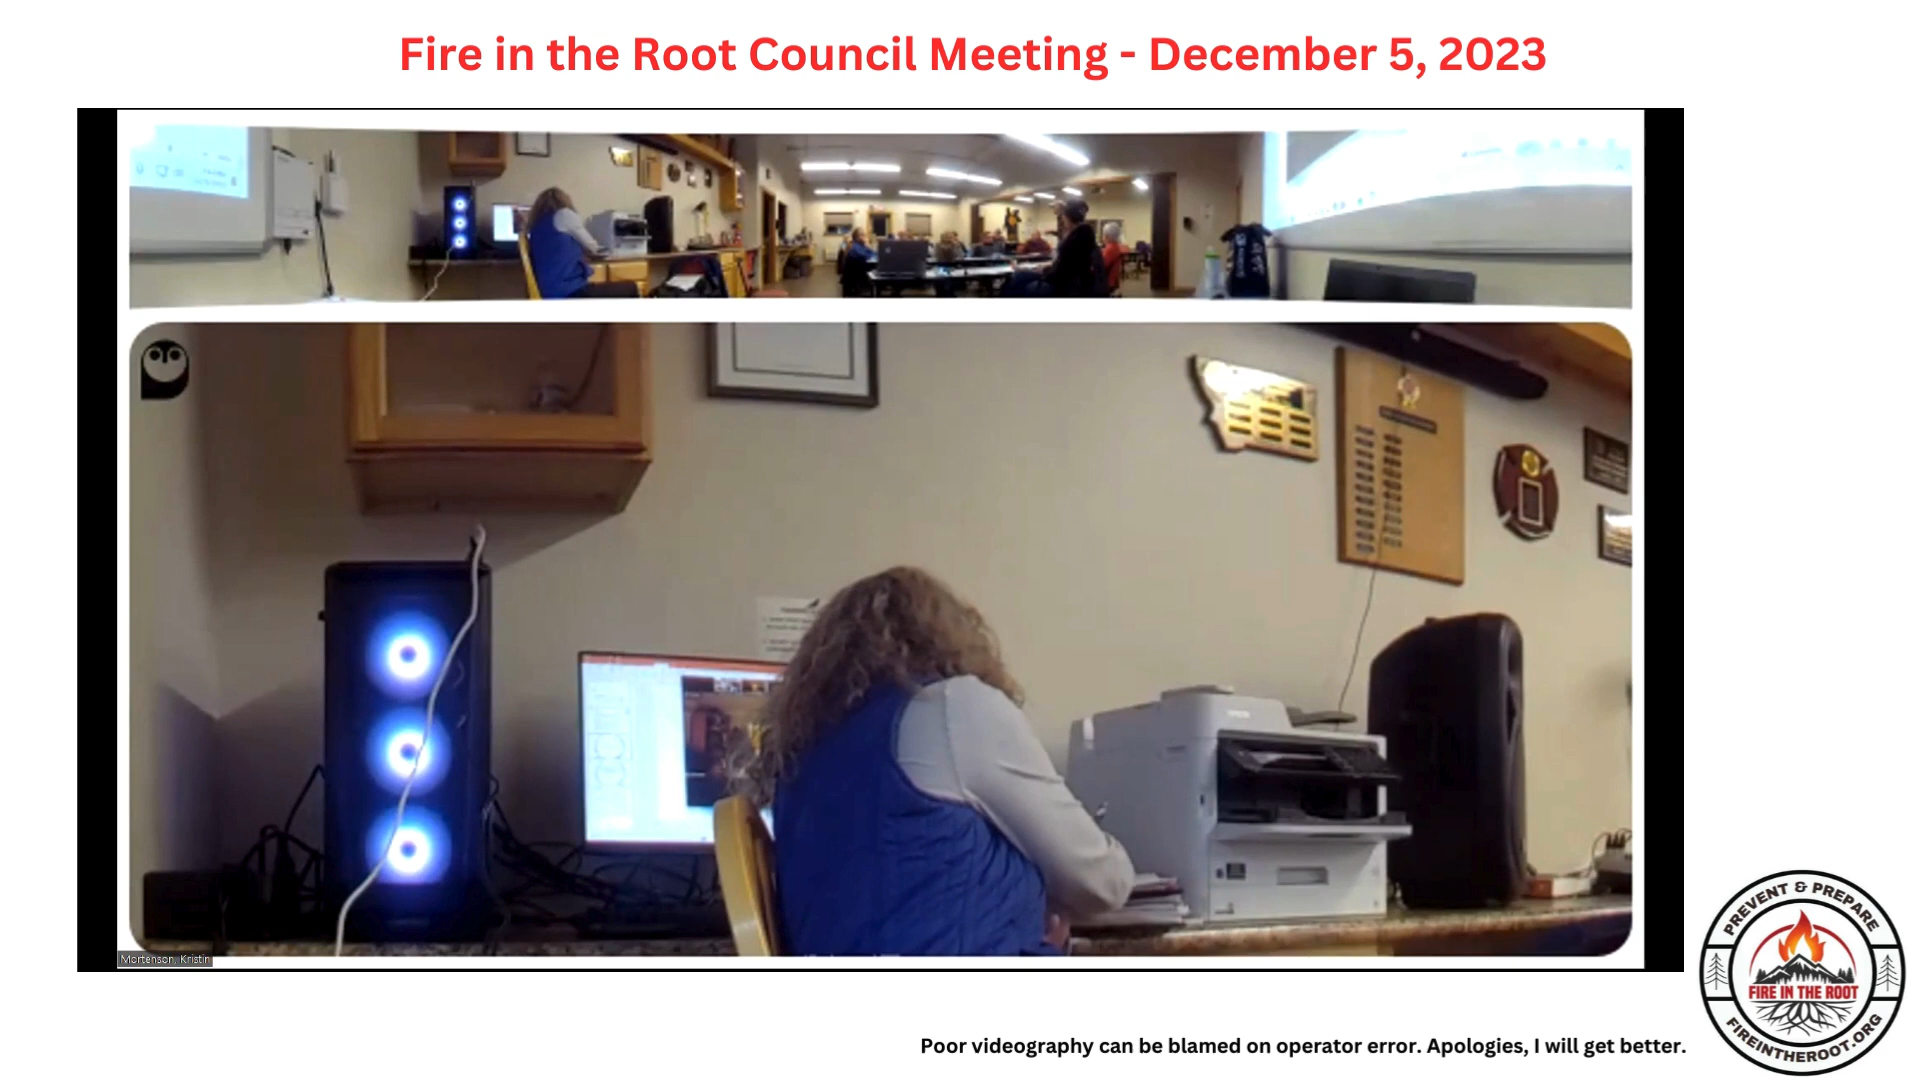 Fire in the Root Council Meeting - December 5, 2023
EPSON
Mortenson, Kristin
PREVENT & PREPARE
FIRE IN THE ROOT
FIREINTHEROOT.ORG
Poor videography can be blamed on operator error. Apologies, I will get better.